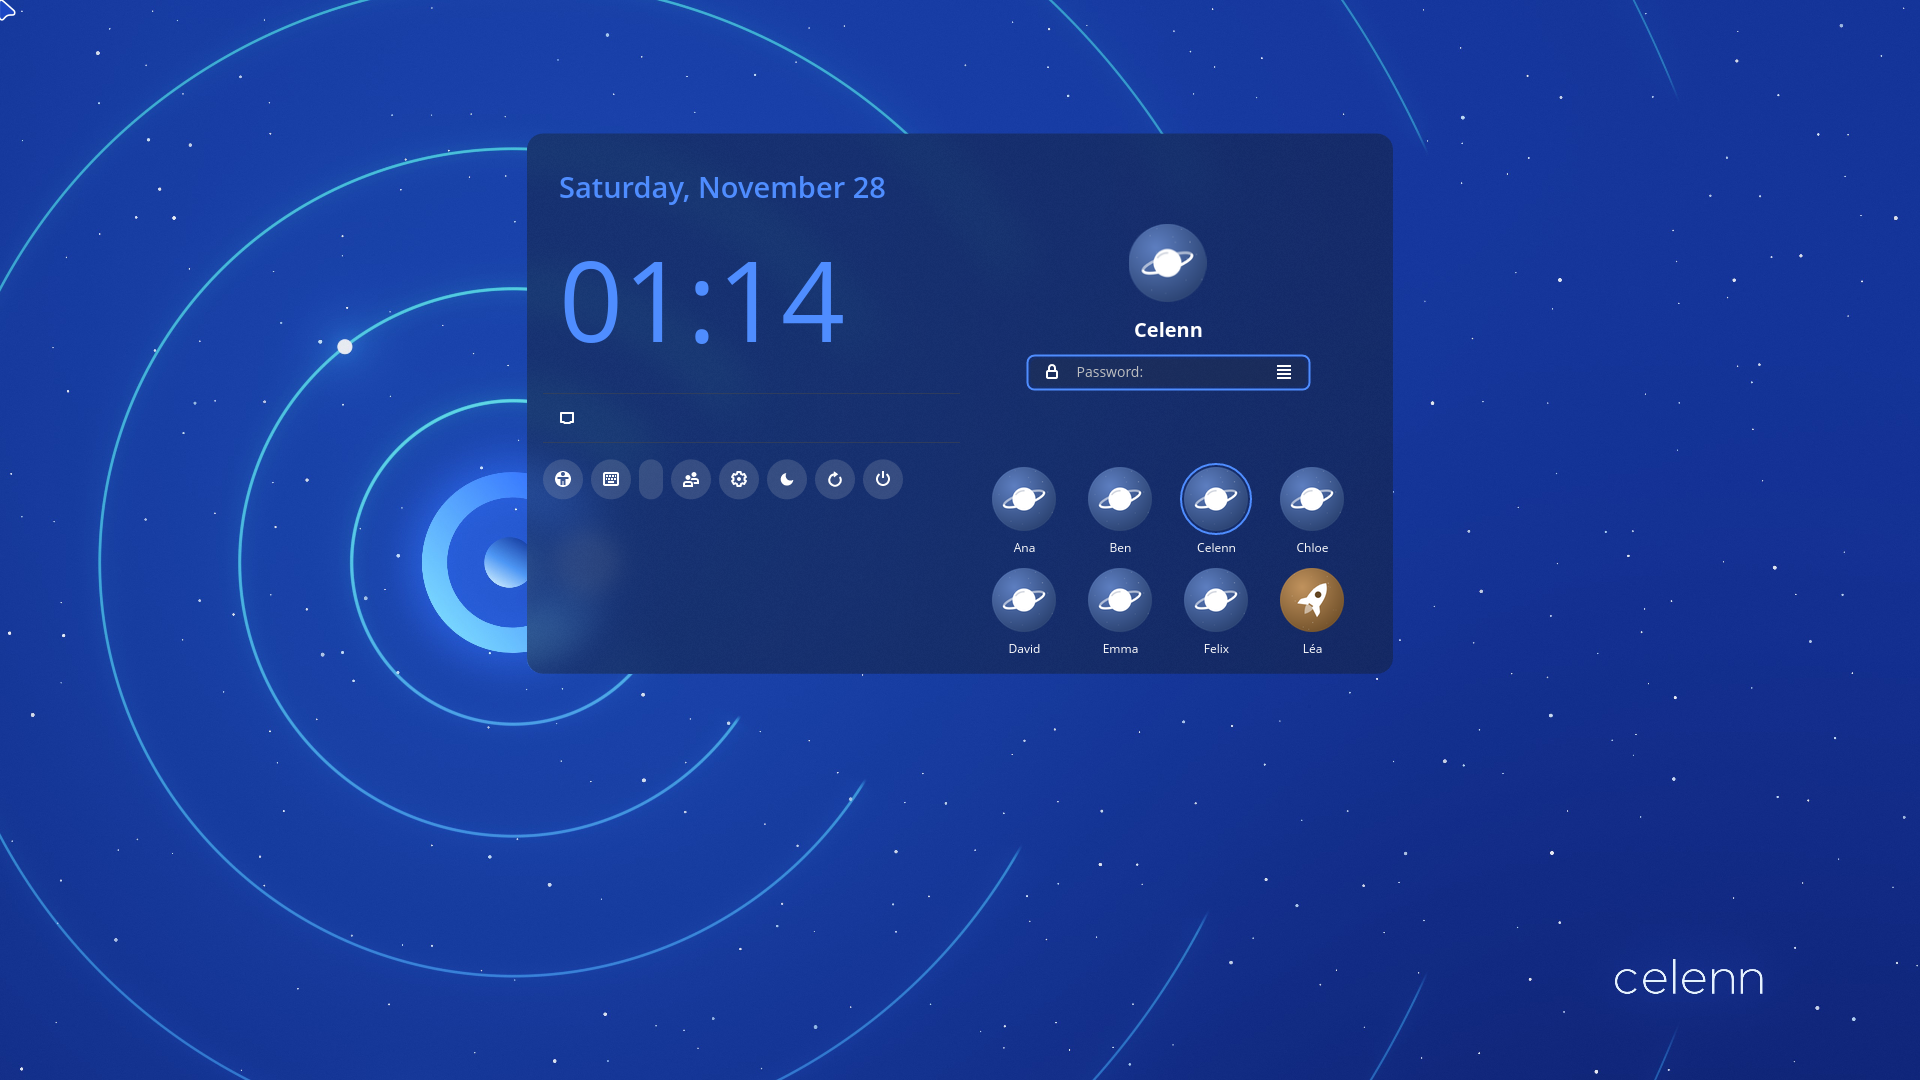 Saturday, November 28
01:14
Celenn
Password:
Ana Ben Celenn Chloe
David Emma Felix Léa
celenn